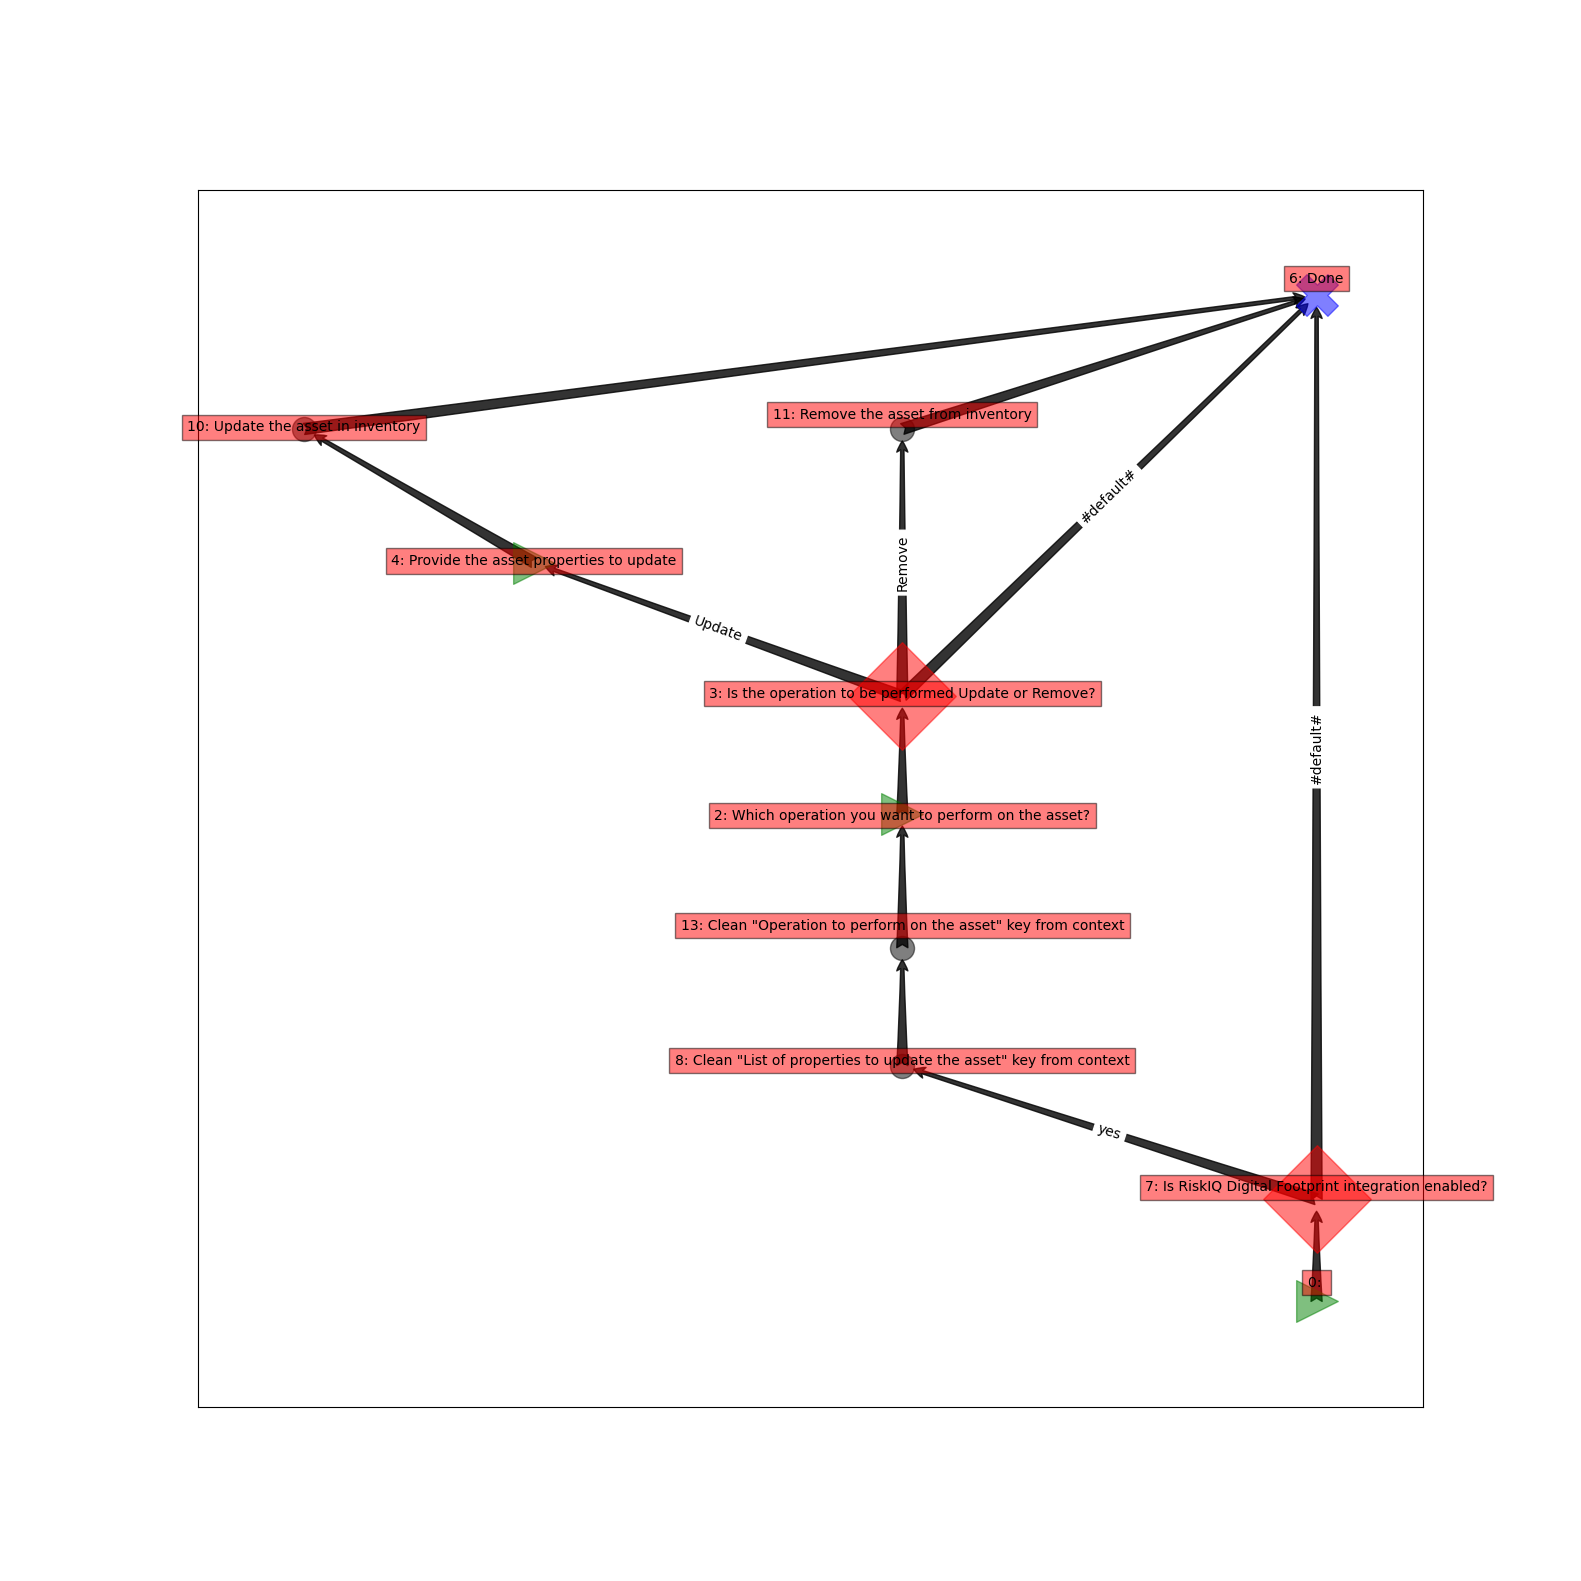 6: Done
11: Remove the asset from inventory
10: Update the asset in inventory
#default#
Remove
4: Provide the asset properties to update
Update
3: Is the operation to be performed Update or Remove?
#default#
2: Which operation you want to perform on the asset?
13: Clean "Operation to perform on the asset" key from context
8: Clean "List of properties to update the asset" key from context
yes
7: Is RiskIQ Digital Footprint integration enabled?
0: